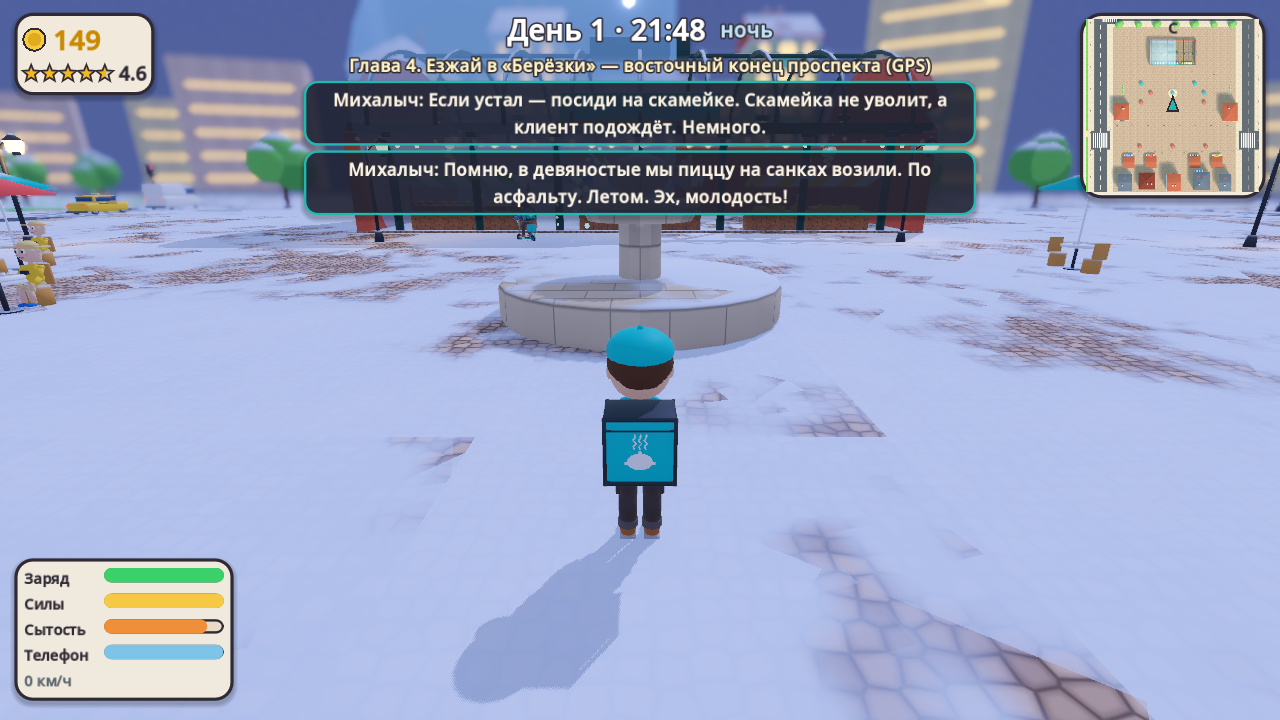 149
4.6
День 1 · 21:48 ночь
Глава 4. Езжай в «Берёзки» — восточный конец проспекта (GPS)
Михалыч: Если устал — посиди на скамейке. Скамейка не уволит, а
клиент подождёт. Немного.
Михалыч: Помню, в девяностые мы пиццу на санках возили. По
асфальту. Летом. Эх, молодость!
С
Заряд
Силы
Сытость
Телефон
0 км/ч